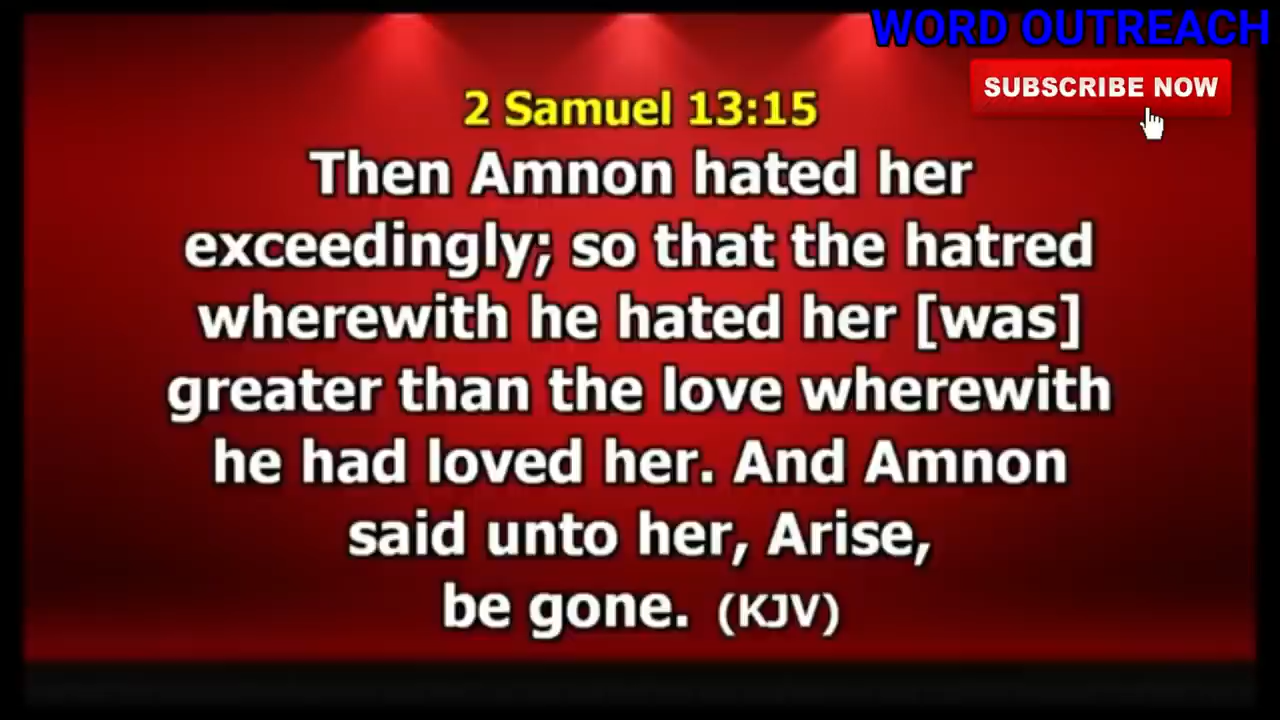 WORD OUTREACH
SUBSCRIBE NOW
2 Samuel 13:15
Then Amnon hated her
exceedingly; so that the hatred
wherewith he hated her [was]
greater than the love wherewith
he had loved her. And Amnon
said unto her, Arise,
be gone. (KJV)